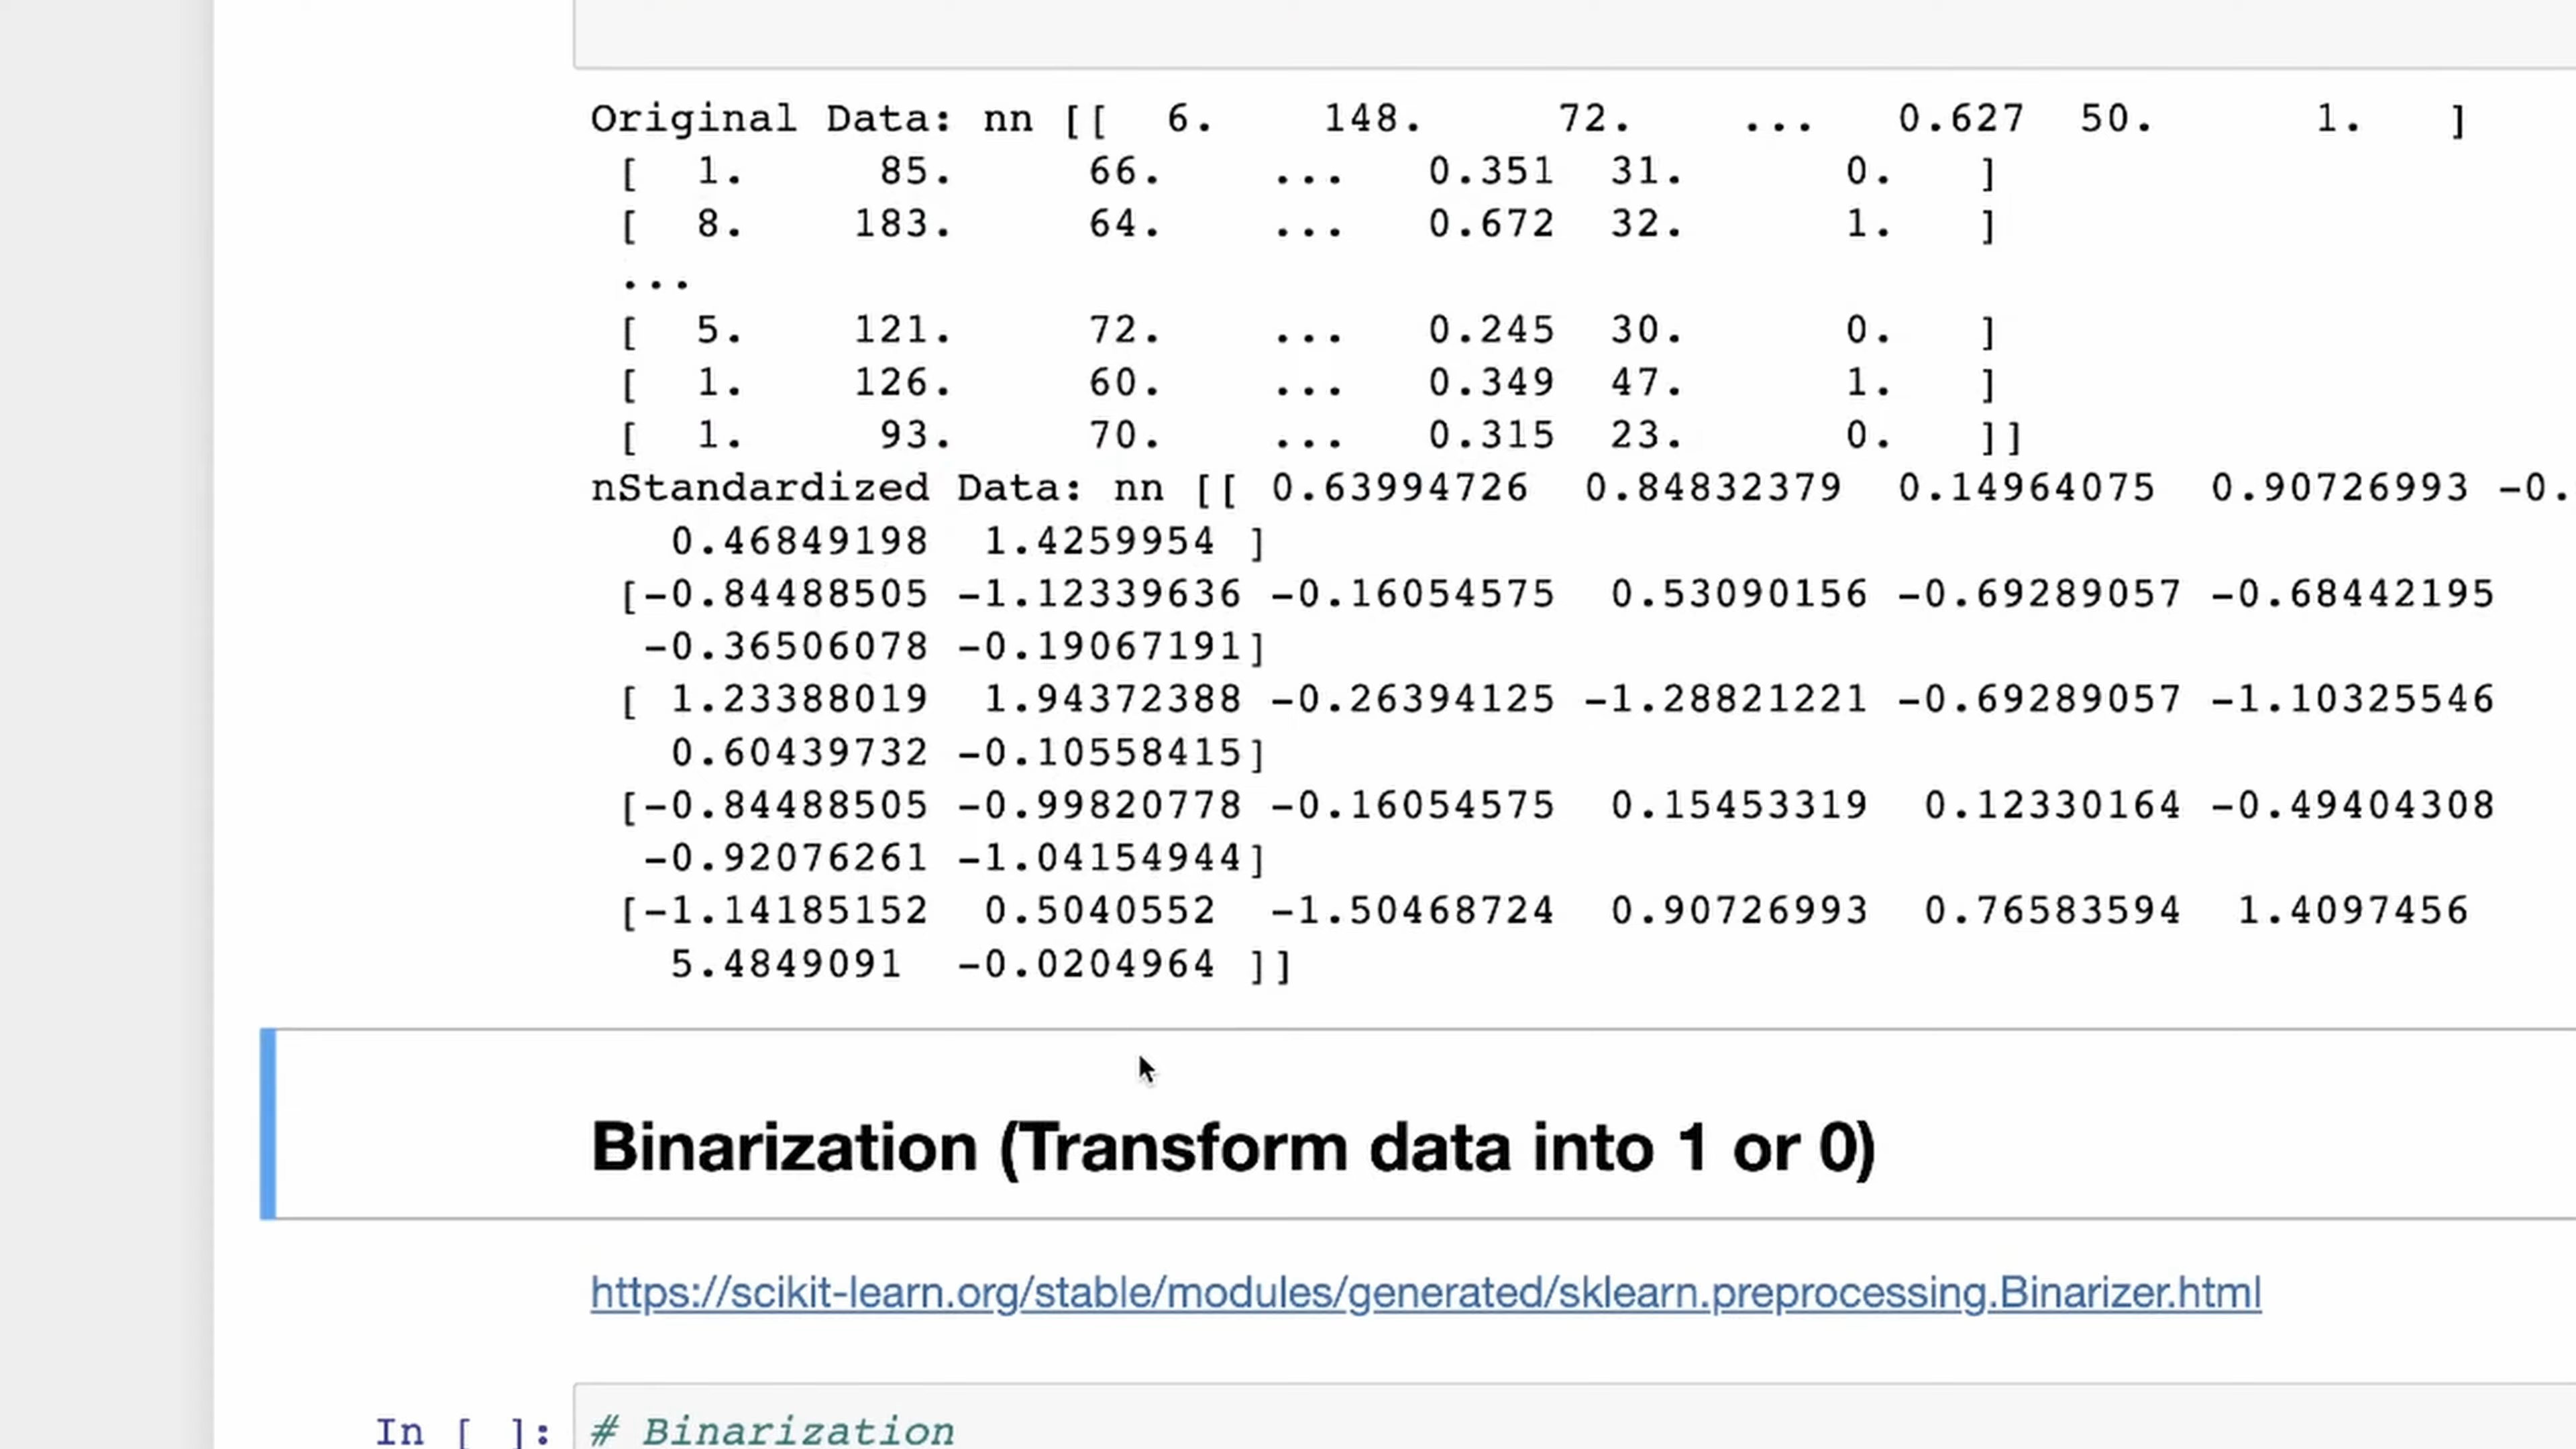 Original Data: nn [[ 6. 148. 72. ... 0.627 50. 1. ]
[ 1. 85. 66. ... 0.351 31. 0. ]
[ 8. 183. 64. ... 0.672 32. 1. ]
...
[ 5. 121. 72. ... 0.245 30. 0. ]
[ 1. 126. 60. ... 0.349 47. 1. ]
[ 1. 93. 70. ... 0.315 23. 0. ]]
nStandardized Data: nn [[ 0.63994726 0.84832379 0.14964075 0.90726993 -0.
0.46849198 1.4259954 ]
[-0.84488505 -1.12339636 -0.16054575 0.53090156 -0.69289057 -0.68442195
-0.36506078 -0.19067191]
[ 1.23388019 1.94372388 -0.26394125 -1.28821221 -0.69289057 -1.10325546
0.60439732 -0.10558415]
[-0.84488505 -0.99820778 -0.16054575 0.15453319 0.12330164 -0.49404308
-0.92076261 -1.04154944]
[-1.14185152 0.5040552 -1.50468724 0.90726993 0.76583594 1.4097456
5.4849091 -0.0204964 ]]
Binarization (Transform data into 1 or 0)
https://scikit-learn.org/stable/modules/generated/sklearn.preprocessing.Binarizer.html
In [ ]: # Binarization